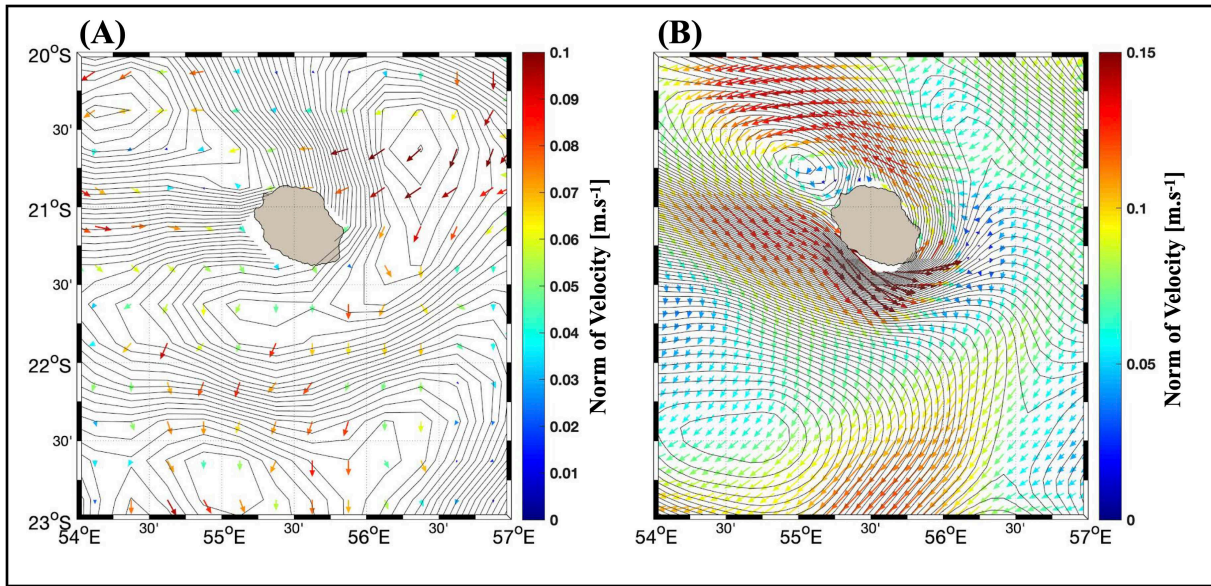 (A)
20°S
30'
21°S
30'
22°S
30'
23°S
54°E
30'
55°E
30'
56°E
30'
57°E
0.1
0.09
0.08
0.07
0.06
0.05
0.04
0.03
0.02
0.01
0
Norm of Velocity [m.s-1]
(B)
54°E
30'
55°E
30'
56°E
30'
57°E
0.15
0.1
0.05
0
Norm of Velocity [m.s-1]